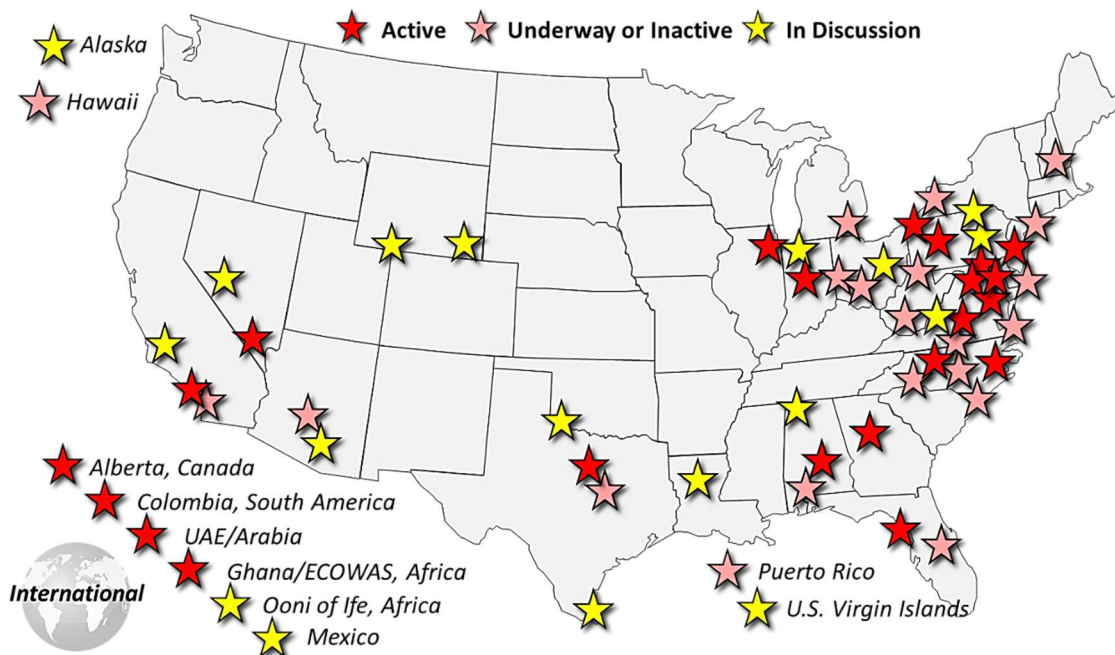 Active
Underway or Inactive
In Discussion
Alaska
Hawaii
Alberta, Canada
Colombia, South America
UAE/Arabia
Ghana/ECOWAS, Africa
Ooni of Ife, Africa
Mexico
International
Puerto Rico
U.S. Virgin Islands